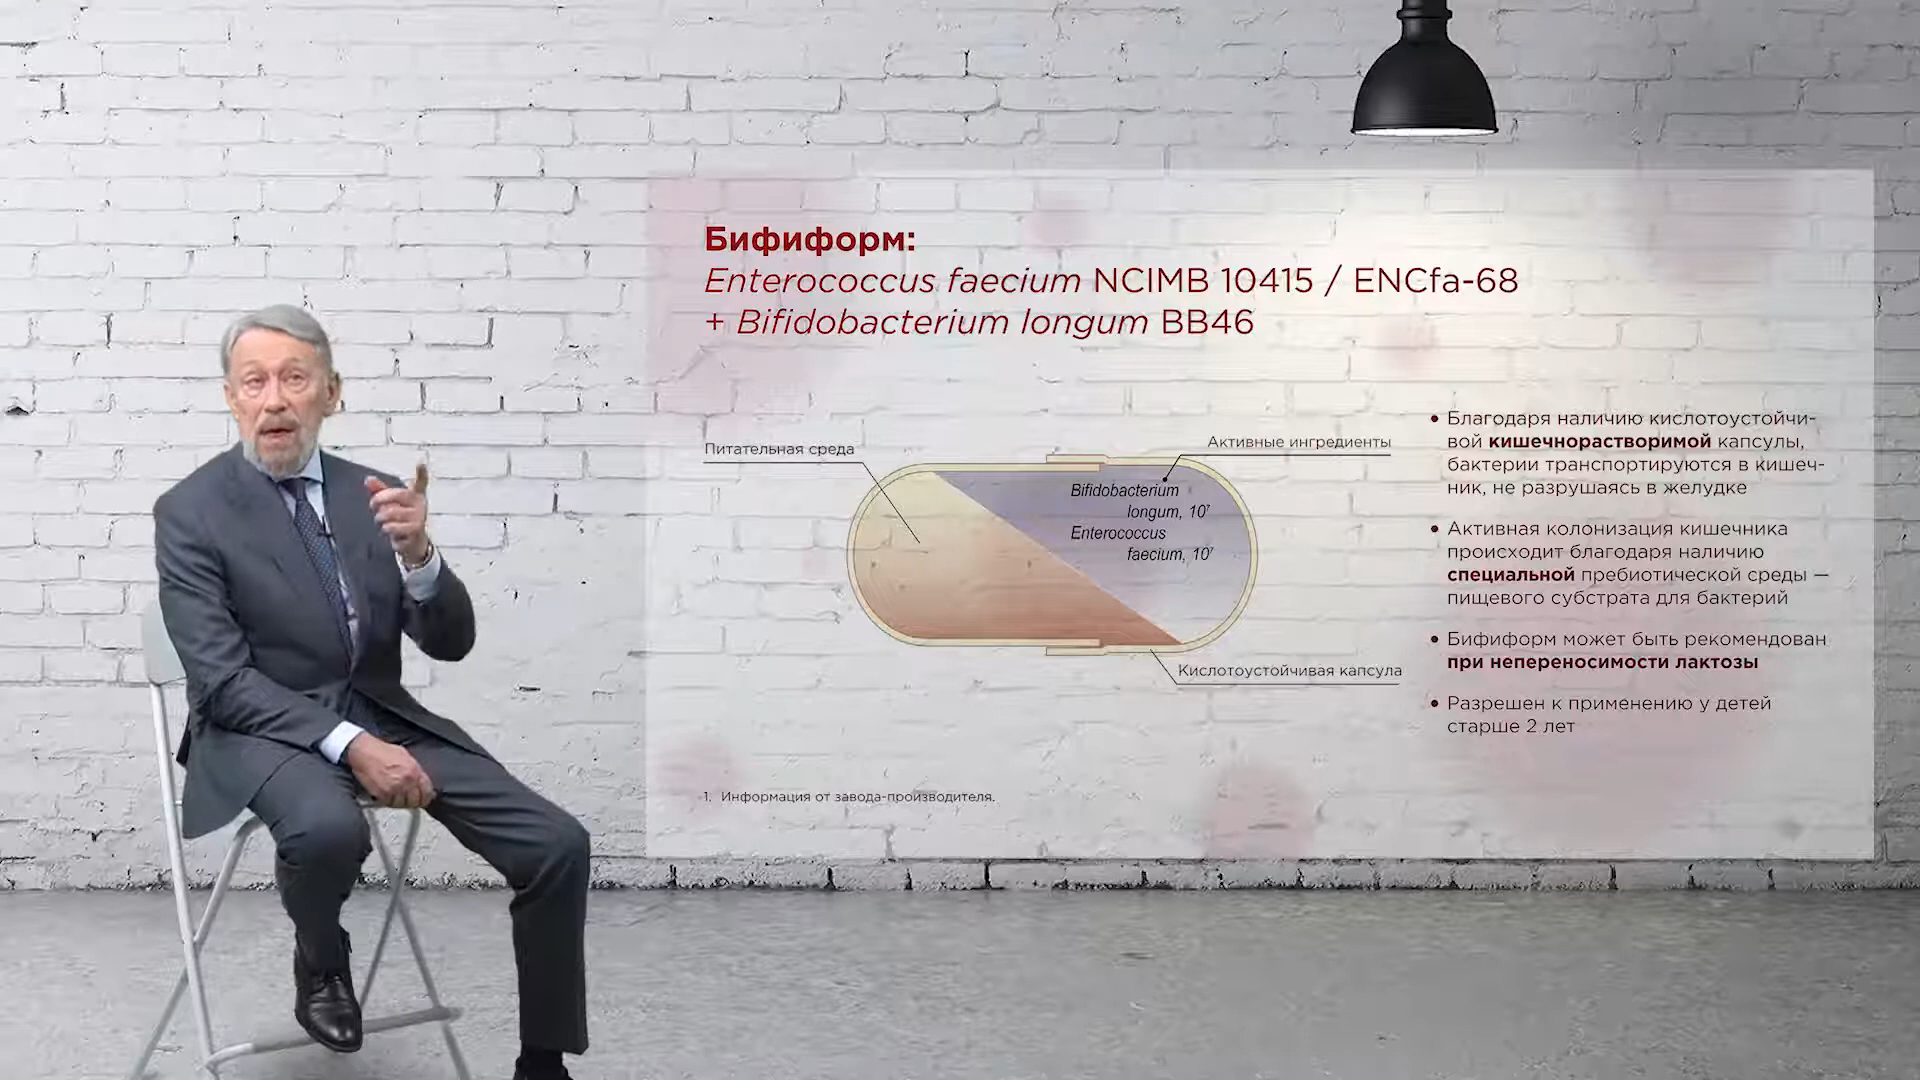 Бифиформ:
Enterococcus faecium NCIMB 10415 / ENCfa-68
+ Bifidobacterium longum BB46
Питательная среда
Активные ингредиенты
Bifidobacterium
longum, 10⁷
Enterococcus
faecium, 10⁷
Кислотоустойчивая капсула
• Благодаря наличию кислотоустойчи-
вой кишечнорастворимой капсулы,
бактерии транспортируются в кишеч-
ник, не разрушаясь в желудке
• Активная колонизация кишечника
происходит благодаря наличию
специальной пребиотической среды —
пищевого субстрата для бактерий
• Бифиформ может быть рекомендован
при непереносимости лактозы
• Разрешен к применению у детей
старше 2 лет
1. Информация от завода-производителя.